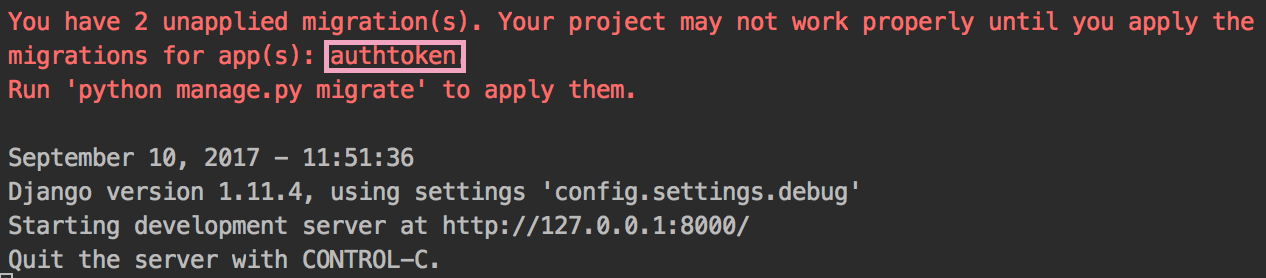 You have 2 unapplied migration(s). Your project may not work properly until you apply the
migrations for app(s): authtoken.
Run 'python manage.py migrate' to apply them.
September 10, 2017 - 11:51:36
Django version 1.11.4, using settings 'config.settings.debug'
Starting development server at http://127.0.0.1:8000/
Quit the server with CONTROL-C.